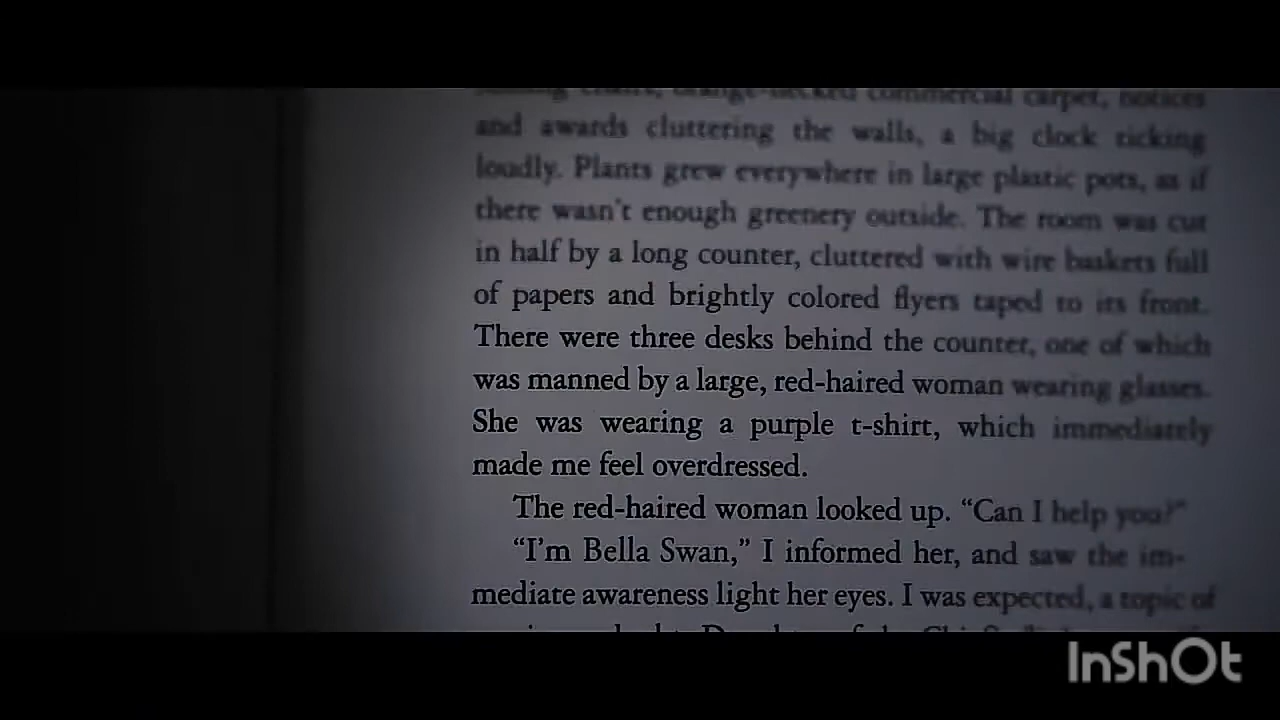 commercial carpet, notices
and awards cluttering the walls, a big clock ticking
loudly. Plants grew everywhere in large plastic pots, as if
there wasn't enough greenery outside. The room was cut
in half by a long counter, cluttered with wire baskets full
of papers and brightly colored flyers taped to its front.
There were three desks behind the counter, one of which
was manned by a large, red-haired woman wearing glasses.
She was wearing a purple t-shirt, which immediately
made me feel overdressed.
The red-haired woman looked up. “Can I help you?”
“I'm Bella Swan,” I informed her, and saw the im-
mediate awareness light her eyes. I was expected, a topic of
InShOt